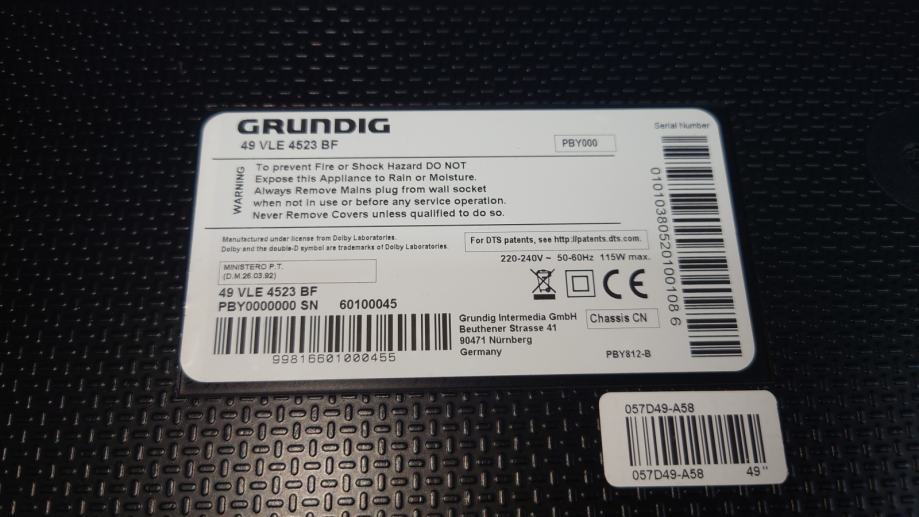 GRUNDIG
49 VLE 4523 BF
PBY000
Serial Number
WARNING
To prevent Fire or Shock Hazard DO NOT
Expose this Appliance to Rain or Moisture.
Always Remove Mains plug from wall socket
when not in use or before any service operation.
Never Remove Covers unless qualified to do so.
Manufactured under license from Dolby Laboratories.
Dolby and the double-D symbol are trademarks of Dolby Laboratories.
For DTS patents, see http://patents.dts.com.
220-240V ~ 50-60Hz 115W max.
MINISTERO P.T.
(D.M.26.03.92)
49 VLE 4523 BF
PBY0000000 SN 60100045
99816601000455
Grundig Intermedia GmbH
Beuthener Strasse 41
90471 Nürnberg
Germany
CE
Chassis CN
PBY812-B
057D49-A58
057D49-A58 49"